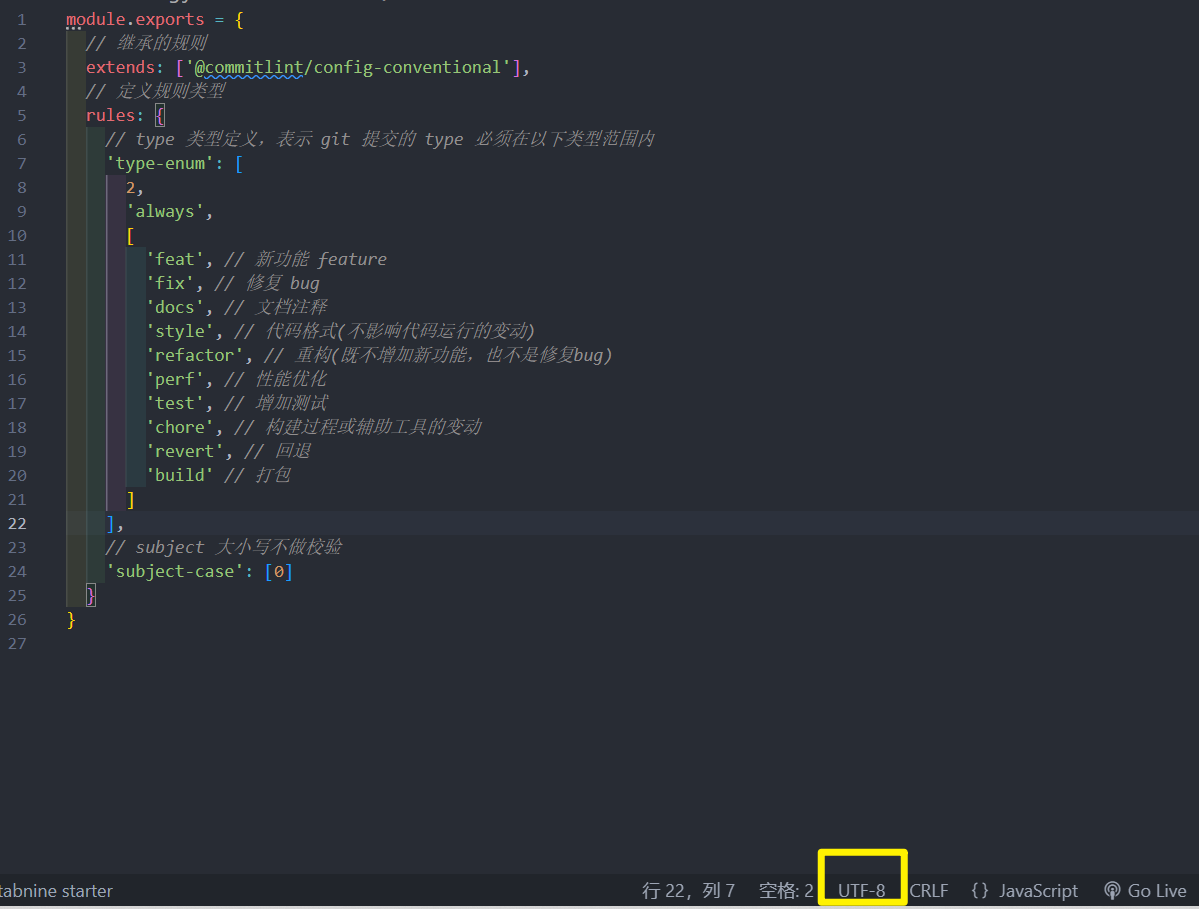 1 module.exports = {
2 // 继承的规则
3 extends: ['@commitlint/config-conventional'],
4 // 定义规则类型
5 rules: {
6 // type 类型定义，表示 git 提交的 type 必须在以下类型范围内
7 'type-enum': [
8 2,
9 'always',
10 [
11 'feat', // 新功能 feature
12 'fix', // 修复 bug
13 'docs', // 文档注释
14 'style', // 代码格式(不影响代码运行的变动)
15 'refactor', // 重构(既不增加新功能，也不是修复bug)
16 'perf', // 性能优化
17 'test', // 增加测试
18 'chore', // 构建过程或辅助工具的变动
19 'revert', // 回退
20 'build' // 打包
21 ]
22 ],
23 // subject 大小写不做校验
24 'subject-case': [0]
25 }
26 }
27
tabnine starter 行 22，列 7 空格: 2 UTF-8 CRLF {} JavaScript Go Live